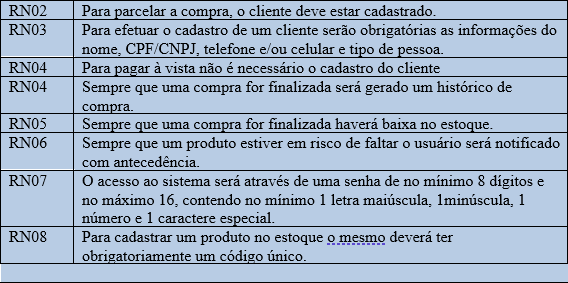 RN02 Para parcelar a compra, o cliente deve estar cadastrado.
RN03 Para efetuar o cadastro de um cliente serão obrigatórias as informações do
nome, CPF/CNPJ, telefone e/ou celular e tipo de pessoa.
RN04 Para pagar à vista não é necessário o cadastro do cliente
RN04 Sempre que uma compra for finalizada será gerado um histórico de
compra.
RN05 Sempre que uma compra for finalizada haverá baixa no estoque.
RN06 Sempre que um produto estiver em risco de faltar o usuário será notificado
com antecedência.
RN07 O acesso ao sistema será através de uma senha de no mínimo 8 dígitos e
no máximo 16, contendo no mínimo 1 letra maiúscula, 1minúscula, 1
número e 1 caractere especial.
RN08 Para cadastrar um produto no estoque o mesmo deverá ter
obrigatoriamente um código único.